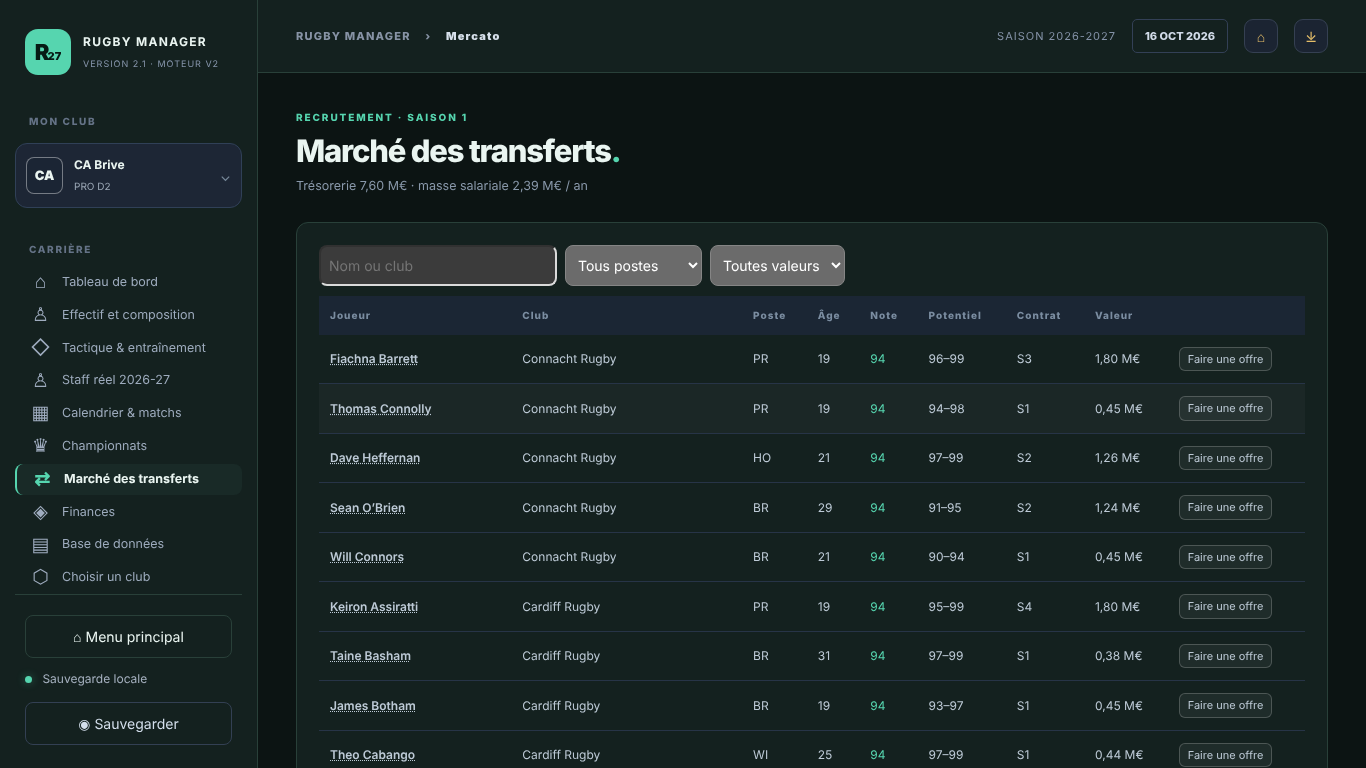 R27
RUGBY MANAGER
VERSION 2.1 · MOTEUR V2
MON CLUB
CA
CA Brive
PRO D2
CARRIÈRE
Tableau de bord
Effectif et composition
Tactique & entraînement
Staff réel 2026-27
Calendrier & matchs
Championnats
Marché des transferts
Finances
Base de données
Choisir un club
Menu principal
Sauvegarde locale
Sauvegarder
RUGBY MANAGER › Mercato
SAISON 2026-2027
16 OCT 2026
RECRUTEMENT · SAISON 1
Marché des transferts.
Trésorerie 7,60 M€ · masse salariale 2,39 M€ / an
Nom ou club
Tous postes
Toutes valeurs
Joueur Club Poste Âge Note Potentiel Contrat Valeur
Fiachna Barrett Connacht Rugby PR 19 94 96–99 S3 1,80 M€ Faire une offre
Thomas Connolly Connacht Rugby PR 19 94 94–98 S1 0,45 M€ Faire une offre
Dave Heffernan Connacht Rugby HO 21 94 97–99 S2 1,26 M€ Faire une offre
Sean O’Brien Connacht Rugby BR 29 94 91–95 S2 1,24 M€ Faire une offre
Will Connors Connacht Rugby BR 21 94 90–94 S1 0,45 M€ Faire une offre
Keiron Assiratti Cardiff Rugby PR 19 94 95–99 S4 1,80 M€ Faire une offre
Taine Basham Cardiff Rugby BR 31 94 97–99 S1 0,38 M€ Faire une offre
James Botham Cardiff Rugby BR 19 94 93–97 S1 0,45 M€ Faire une offre
Theo Cabango Cardiff Rugby WI 25 94 97–99 S1 0,44 M€ Faire une offre